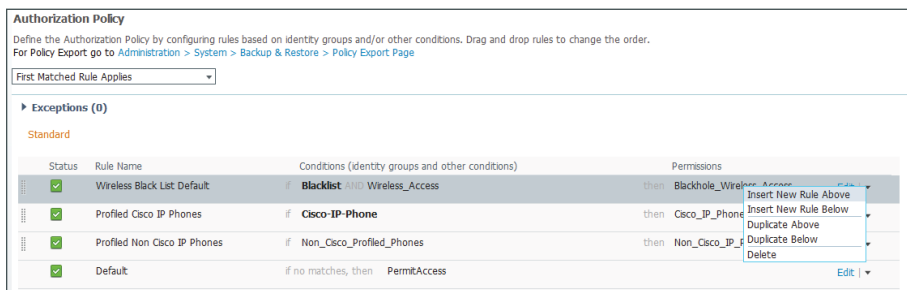 Authorization Policy
Define the Authorization Policy by configuring rules based on identity groups and/or other conditions. Drag and drop rules to change the order.
For Policy Export go to Administration > System > Backup & Restore > Policy Export Page
First Matched Rule Applies
Exceptions (0)
Standard
Status Rule Name Conditions (identity groups and other conditions) Permissions
Wireless Black List Default if Blacklist AND Wireless_Access then Blackhole_Wireless_Access Edit |
Insert New Rule Above
Profiled Cisco IP Phones if Cisco-IP-Phone then Cisco_IP_Phone
Insert New Rule Below
Duplicate Above
Profiled Non Cisco IP Phones if Non_Cisco_Profiled_Phones then Non_Cisco_IP_
Duplicate Below
Delete
Default if no matches, then PermitAccess Edit |